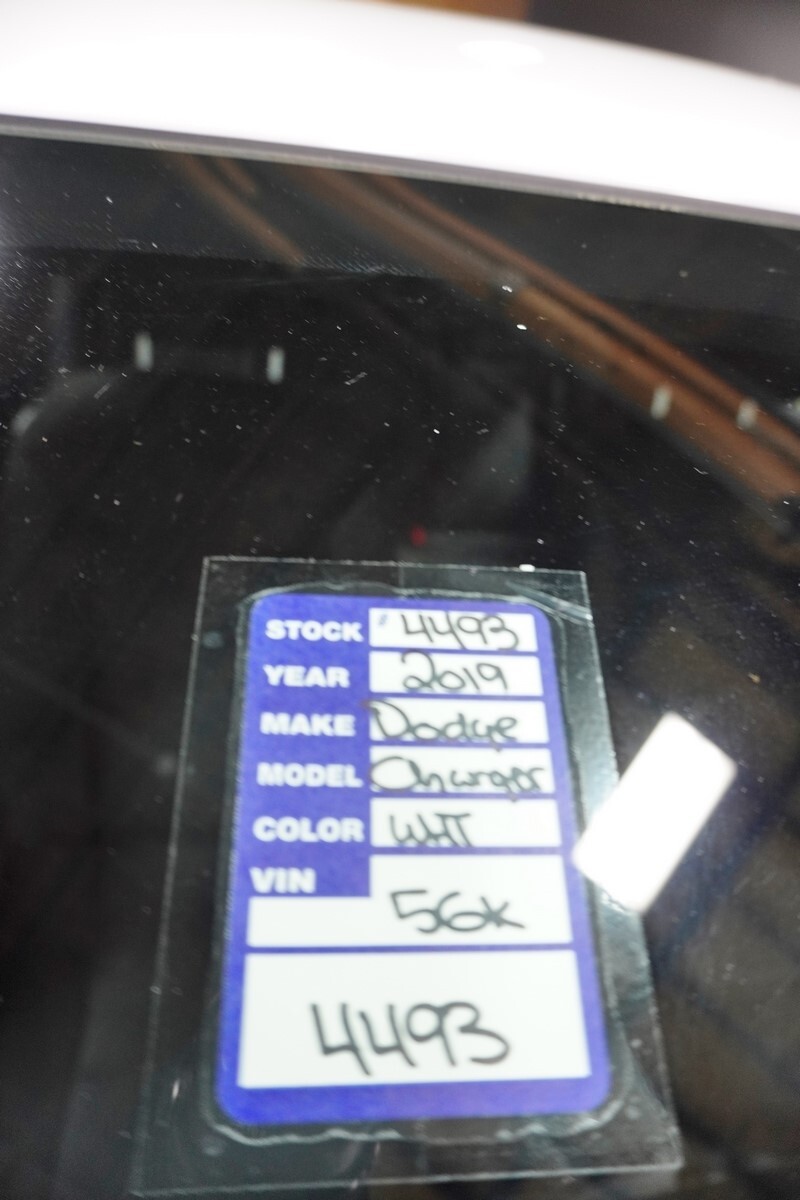 STOCK # 4493
YEAR 2019
MAKE Dodge
MODEL Charger
COLOR WHT
VIN
56k
4493